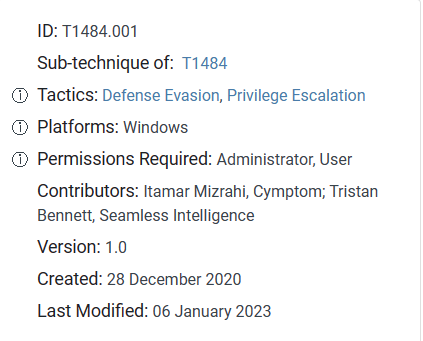 ID: T1484.001
Sub-technique of: T1484
Tactics: Defense Evasion, Privilege Escalation
Platforms: Windows
Permissions Required: Administrator, User
Contributors: Itamar Mizrahi, Cymptom; Tristan
Bennett, Seamless Intelligence
Version: 1.0
Created: 28 December 2020
Last Modified: 06 January 2023